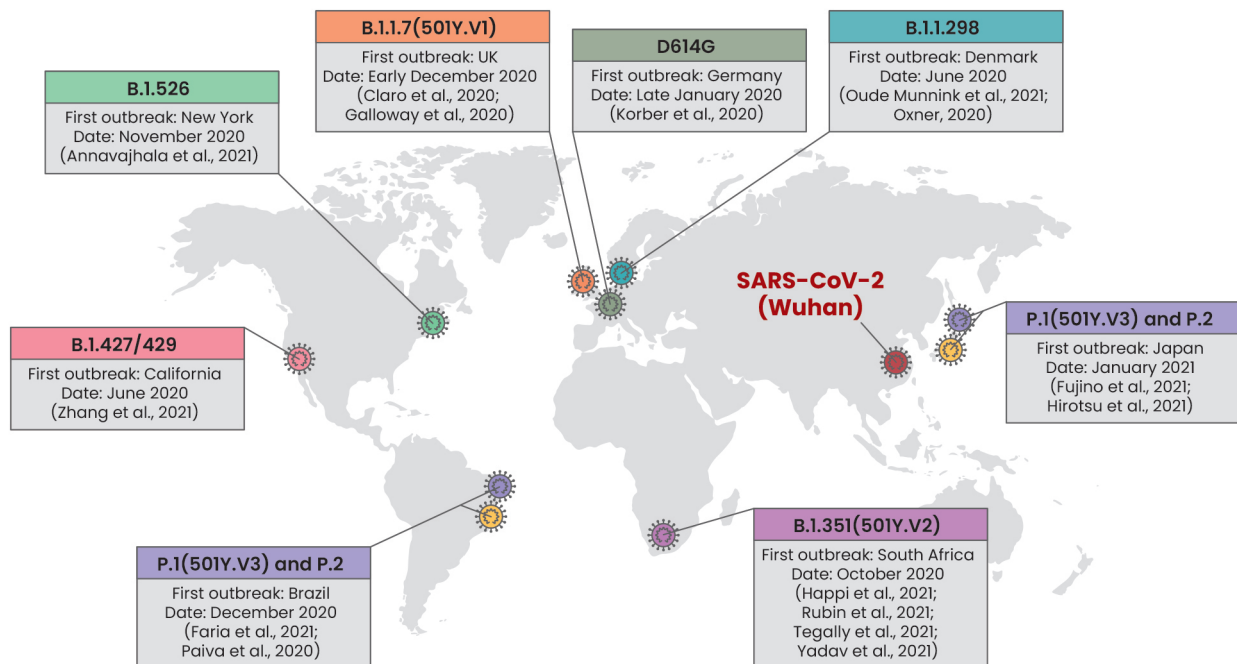 B.1.1.7(501Y.V1)
First outbreak: UK
Date: Early December 2020
(Claro et al., 2020;
Galloway et al., 2020)
D614G
First outbreak: Germany
Date: Late January 2020
(Korber et al., 2020)
B.1.1.298
First outbreak: Denmark
Date: June 2020
(Oude Munnink et al., 2021;
Oxner, 2020)
B.1.526
First outbreak: New York
Date: November 2020
(Annavajhala et al., 2021)
SARS-CoV-2
(Wuhan)
B.1.427/429
First outbreak: California
Date: June 2020
(Zhang et al., 2021)
P.1(501Y.V3) and P.2
First outbreak: Japan
Date: January 2021
(Fujino et al., 2021;
Hirotsu et al., 2021)
P.1(501Y.V3) and P.2
First outbreak: Brazil
Date: December 2020
(Faria et al., 2021;
Paiva et al., 2020)
B.1.351(501Y.V2)
First outbreak: South Africa
Date: October 2020
(Happi et al., 2021;
Rubin et al., 2021;
Tegally et al., 2021;
Yadav et al., 2021)